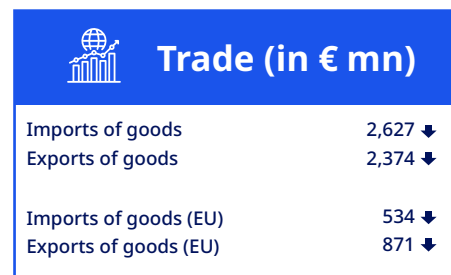 Trade (in € mn)
Imports of goods 2,627
Exports of goods 2,374
Imports of goods (EU) 534
Exports of goods (EU) 871